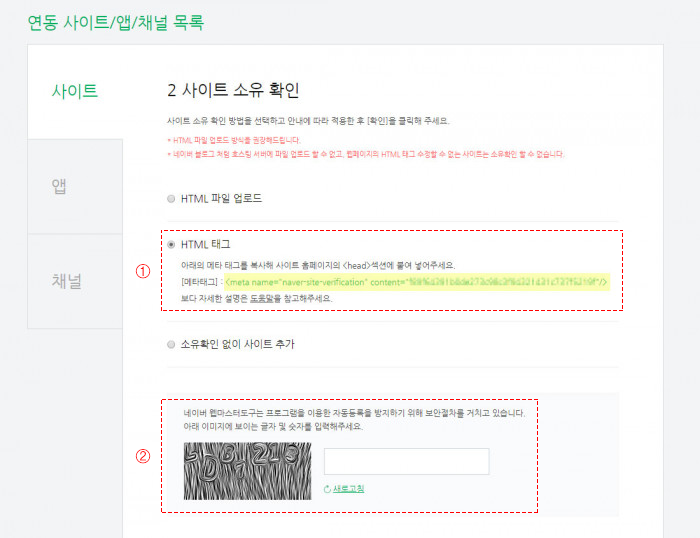 연동 사이트/앱/채널 목록
사이트
앱
채널
2 사이트 소유 확인
사이트 소유 확인 방법을 선택하고 안내에 따라 적용한 후 [확인]을 클릭해 주세요.
* HTML 파일 업로드 방식를 권장해드립니다.
* 네이버 블로그 처럼 호스팅 서버에 파일 업로드 할 수 없고, 웹페이지의 HTML 태그 수정할 수 없는 사이트는 소유확인 할 수 없습니다.
HTML 파일 업로드
① HTML 태그
아래의 메타 태그를 복사해 사이트 홈페이지의 <head>섹션에 붙여 넣어주세요.
[메타태그] : <meta name="naver-site-verification" content="
보다 자세한 설명은 도움말을 참고해주세요.
소유확인 없이 사이트 추가
② 네이버 웹마스터도구는 프로그램을 이용한 자동등록을 방지하기 위해 보안절차를 거치고 있습니다.
아래 이미지에 보이는 글자 및 숫자를 입력해주세요.
새로고침